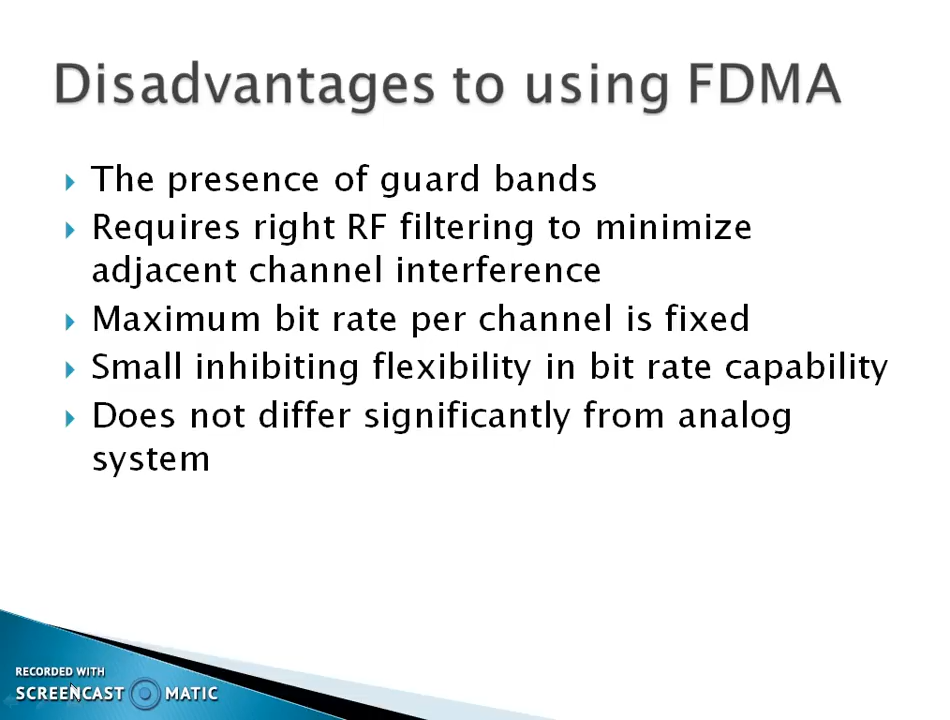 Disadvantages to using FDMA
The presence of guard bands
Requires right RF filtering to minimize
adjacent channel interference
Maximum bit rate per channel is fixed
Small inhibiting flexibility in bit rate capability
Does not differ significantly from analog
system
RECORDED WITH
SCREENCAST MATIC